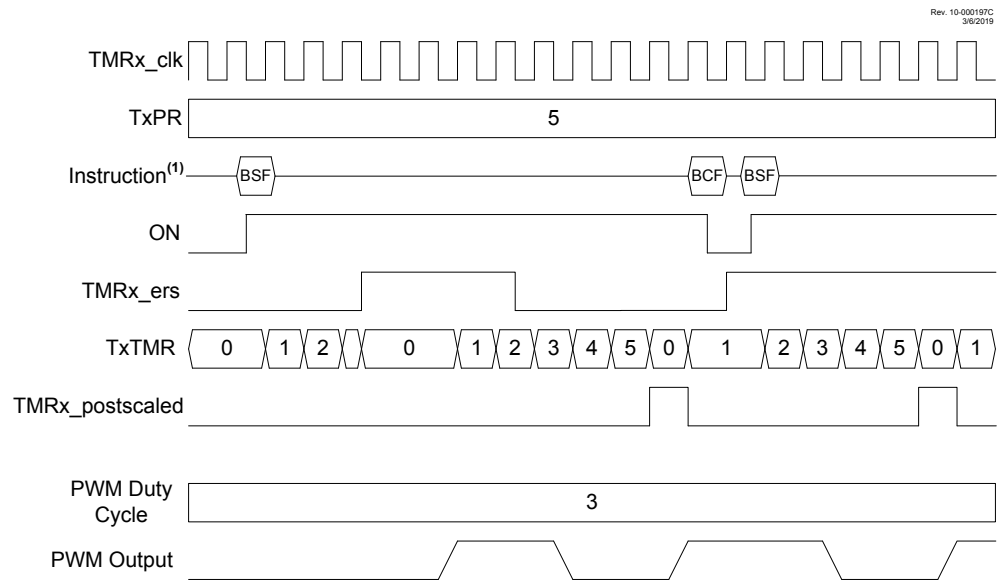 Rev. 10-000197C
3/6/2019
TMRx_clk
TxPR 5
Instruction(1) BSF BCF BSF
ON
TMRx_ers
TxTMR 0 1 2 0 1 2 3 4 5 0 1 2 3 4 5 0 1
TMRx_postscaled
PWM Duty
Cycle 3
PWM Output